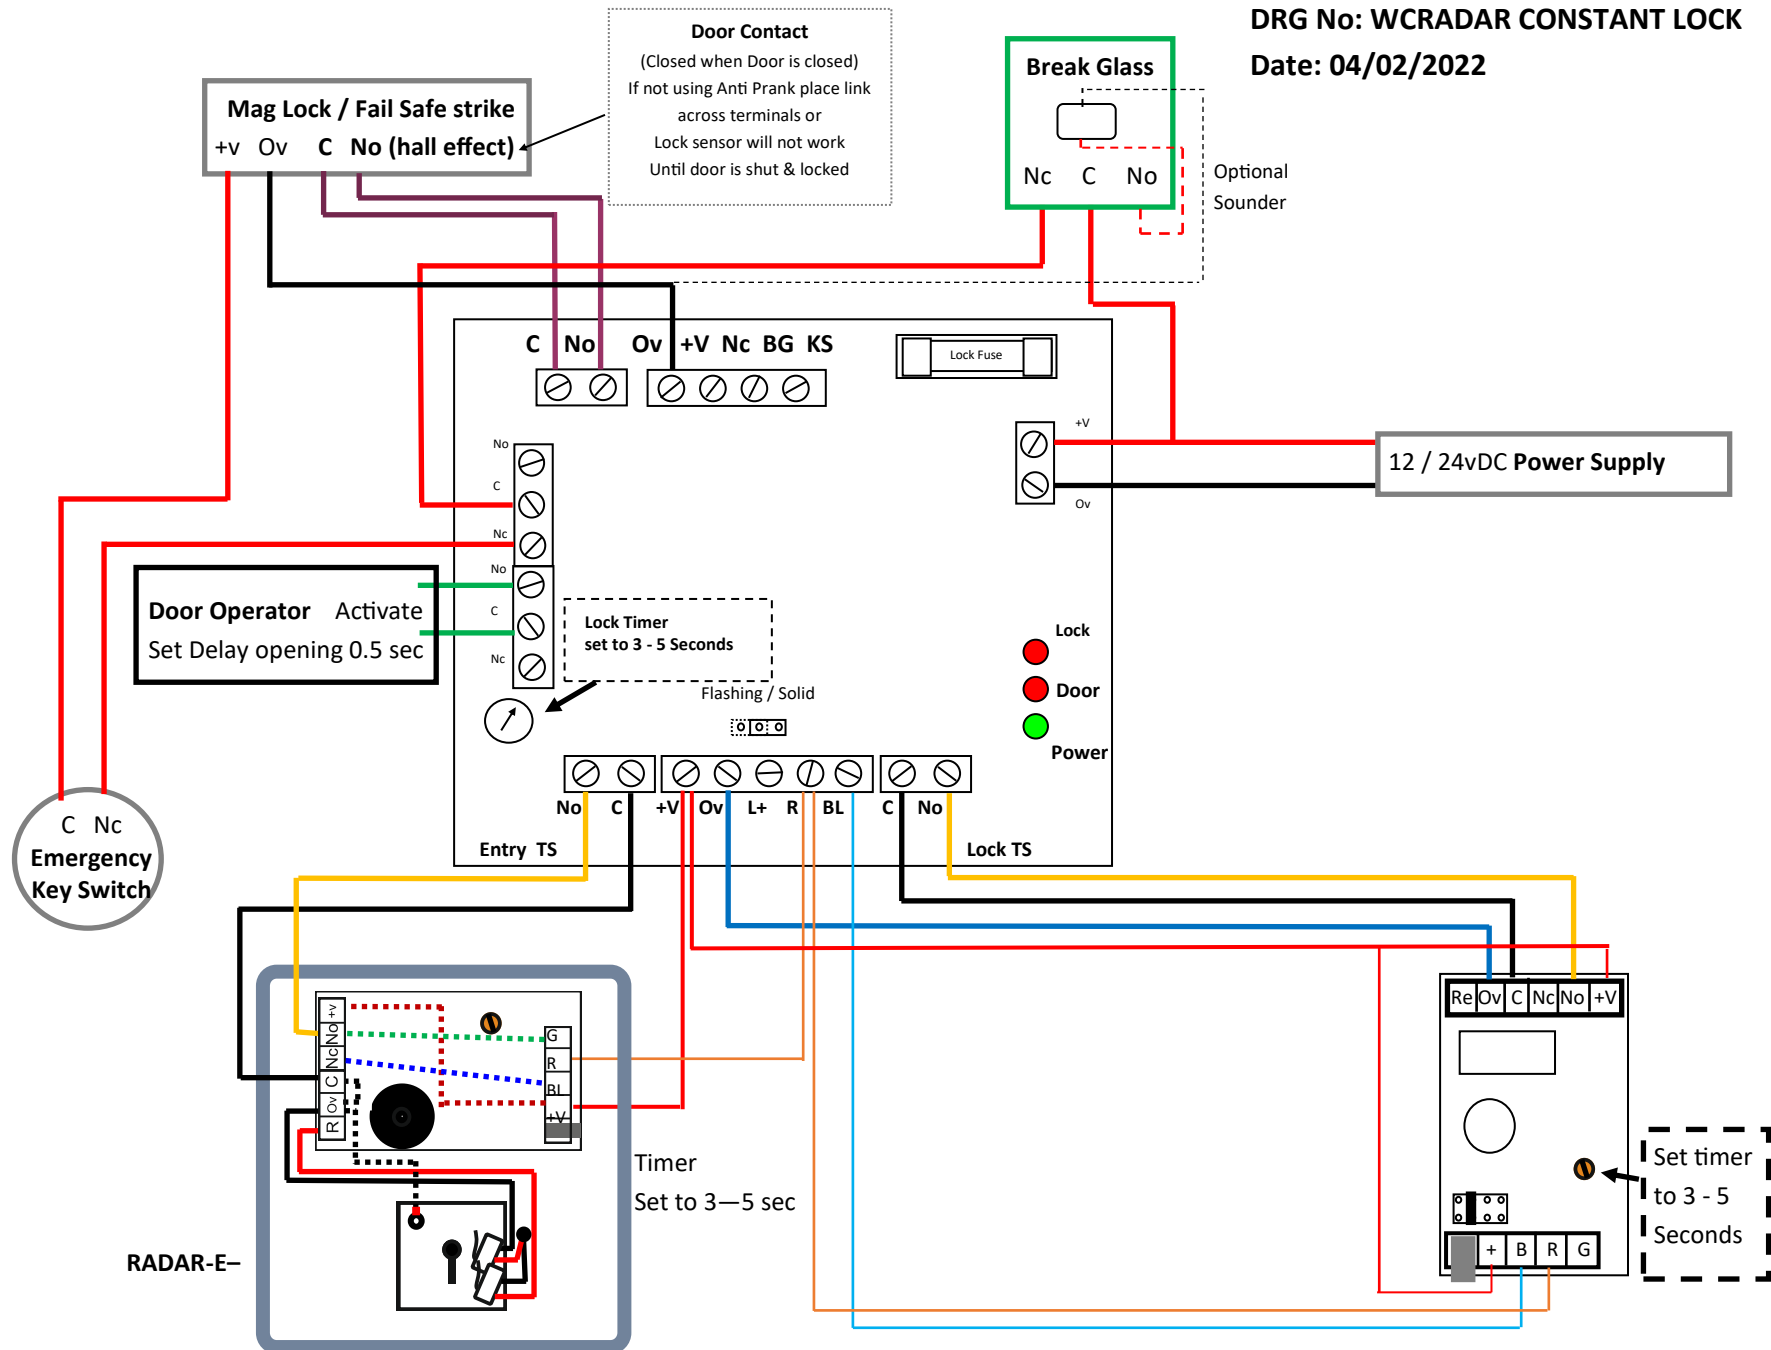 DRG No: WCRADAR CONSTANT LOCK
Date: 04/02/2022
Door Contact
(Closed when Door is closed)
If not using Anti Prank place link
across terminals or
Lock sensor will not work
Until door is shut & locked
Mag Lock / Fail Safe strike
+v Ov C No (hall effect)
Break Glass
Nc C No
Optional
Sounder
C No Ov +V Nc BG KS
Lock Fuse
+V
Ov
12 / 24vDC Power Supply
No
C
Nc
No
C
Nc
Door Operator Activate
Set Delay opening 0.5 sec
Lock Timer
set to 3 - 5 Seconds
Flashing / Solid
Lock
Door
Power
No C +V Ov L+ R BL C No
Entry TS
Lock TS
C Nc
Emergency
Key Switch
+v
No
Nc
C
Ov
R
G
R
BL
+V
Timer
Set to 3—5 sec
RADAR-E–
Re Ov C Nc No +V
Set timer
to 3 - 5
Seconds
+ B R G